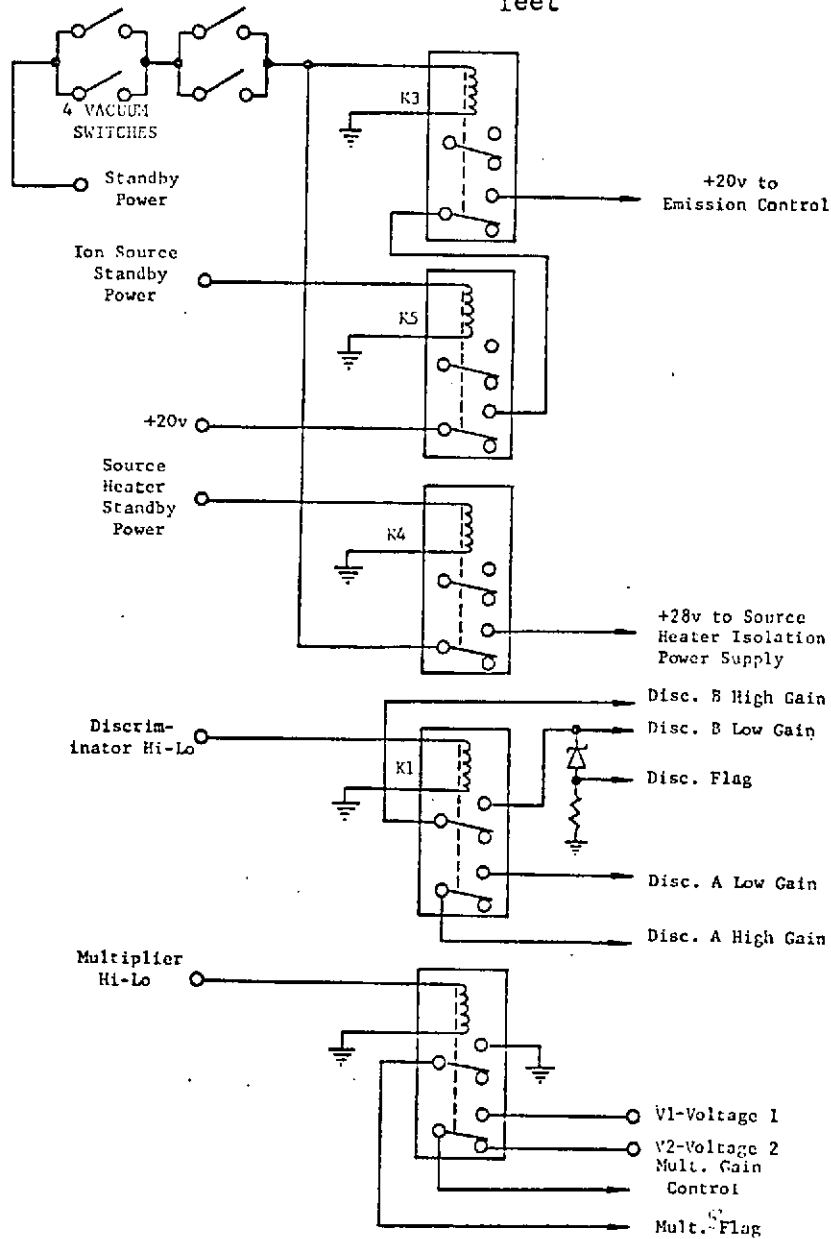 feet
4 VACUUM
SWITCHES
Standby
Power
K3
+20v to
Emission Control
Ion Source
Standby
Power
K5
+20v
Source
Heater
Standby
Power
K4
+28v to Source
Heater Isolation
Power Supply
Disc. B High Gain
Discrim-
inator Hi-Lo
Disc. B Low Gain
K1
Disc. Flag
Disc. A Low Gain
Disc. A High Gain
Multiplier
Hi-Lo
V1-Voltage 1
V2-Voltage 2
Mult. Gain
Control
Mult. Flag